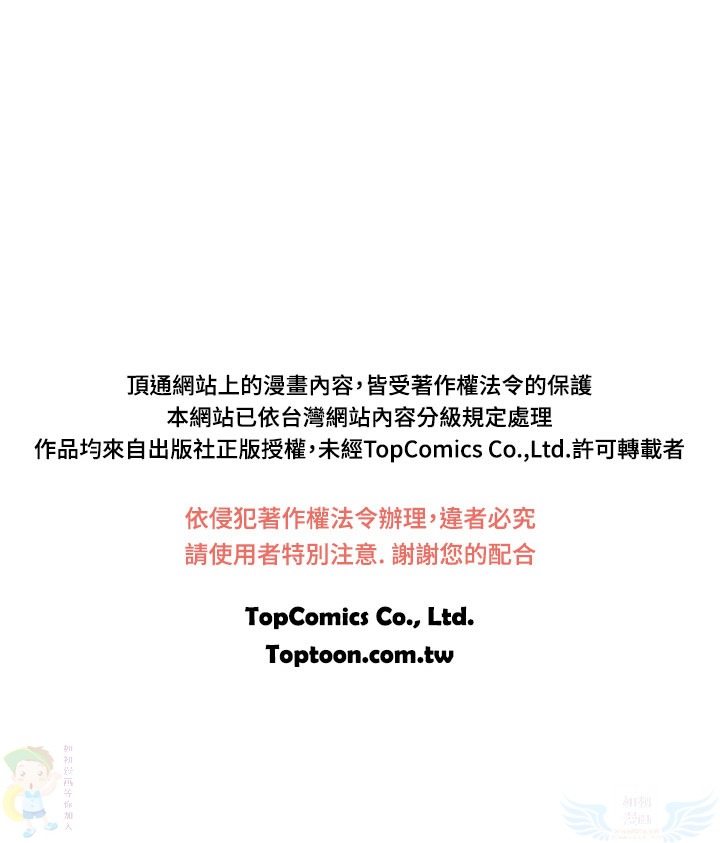 頂通網站上的漫畫內容，皆受著作權法令的保護
本網站已依台灣網站內容分級規定處理
作品均來自出版社正版授權，未經TopComics Co.,Ltd.許可轉載者
依侵犯著作權法令辦理，違者必究
請使用者特別注意. 謝謝您的配合
TopComics Co., Ltd.
Toptoon.com.tw